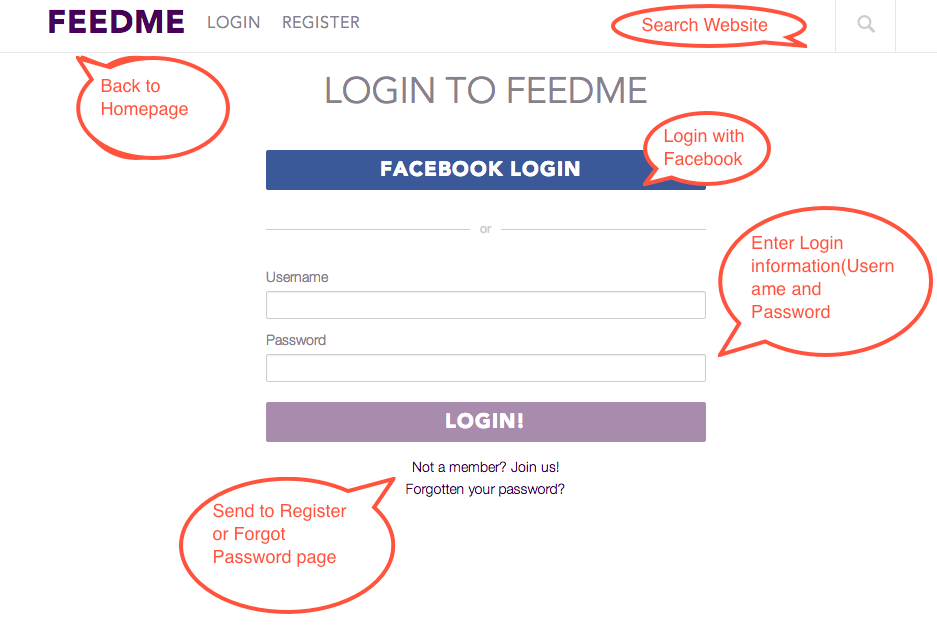 FEEDME LOGIN REGISTER
Search Website
Back to
Homepage
LOGIN TO FEEDME
Login with
Facebook
FACEBOOK LOGIN
or
Enter Login
information(Usern
ame and
Password
Username
Password
LOGIN!
Not a member? Join us!
Forgotten your password?
Send to Register
or Forgot
Password page